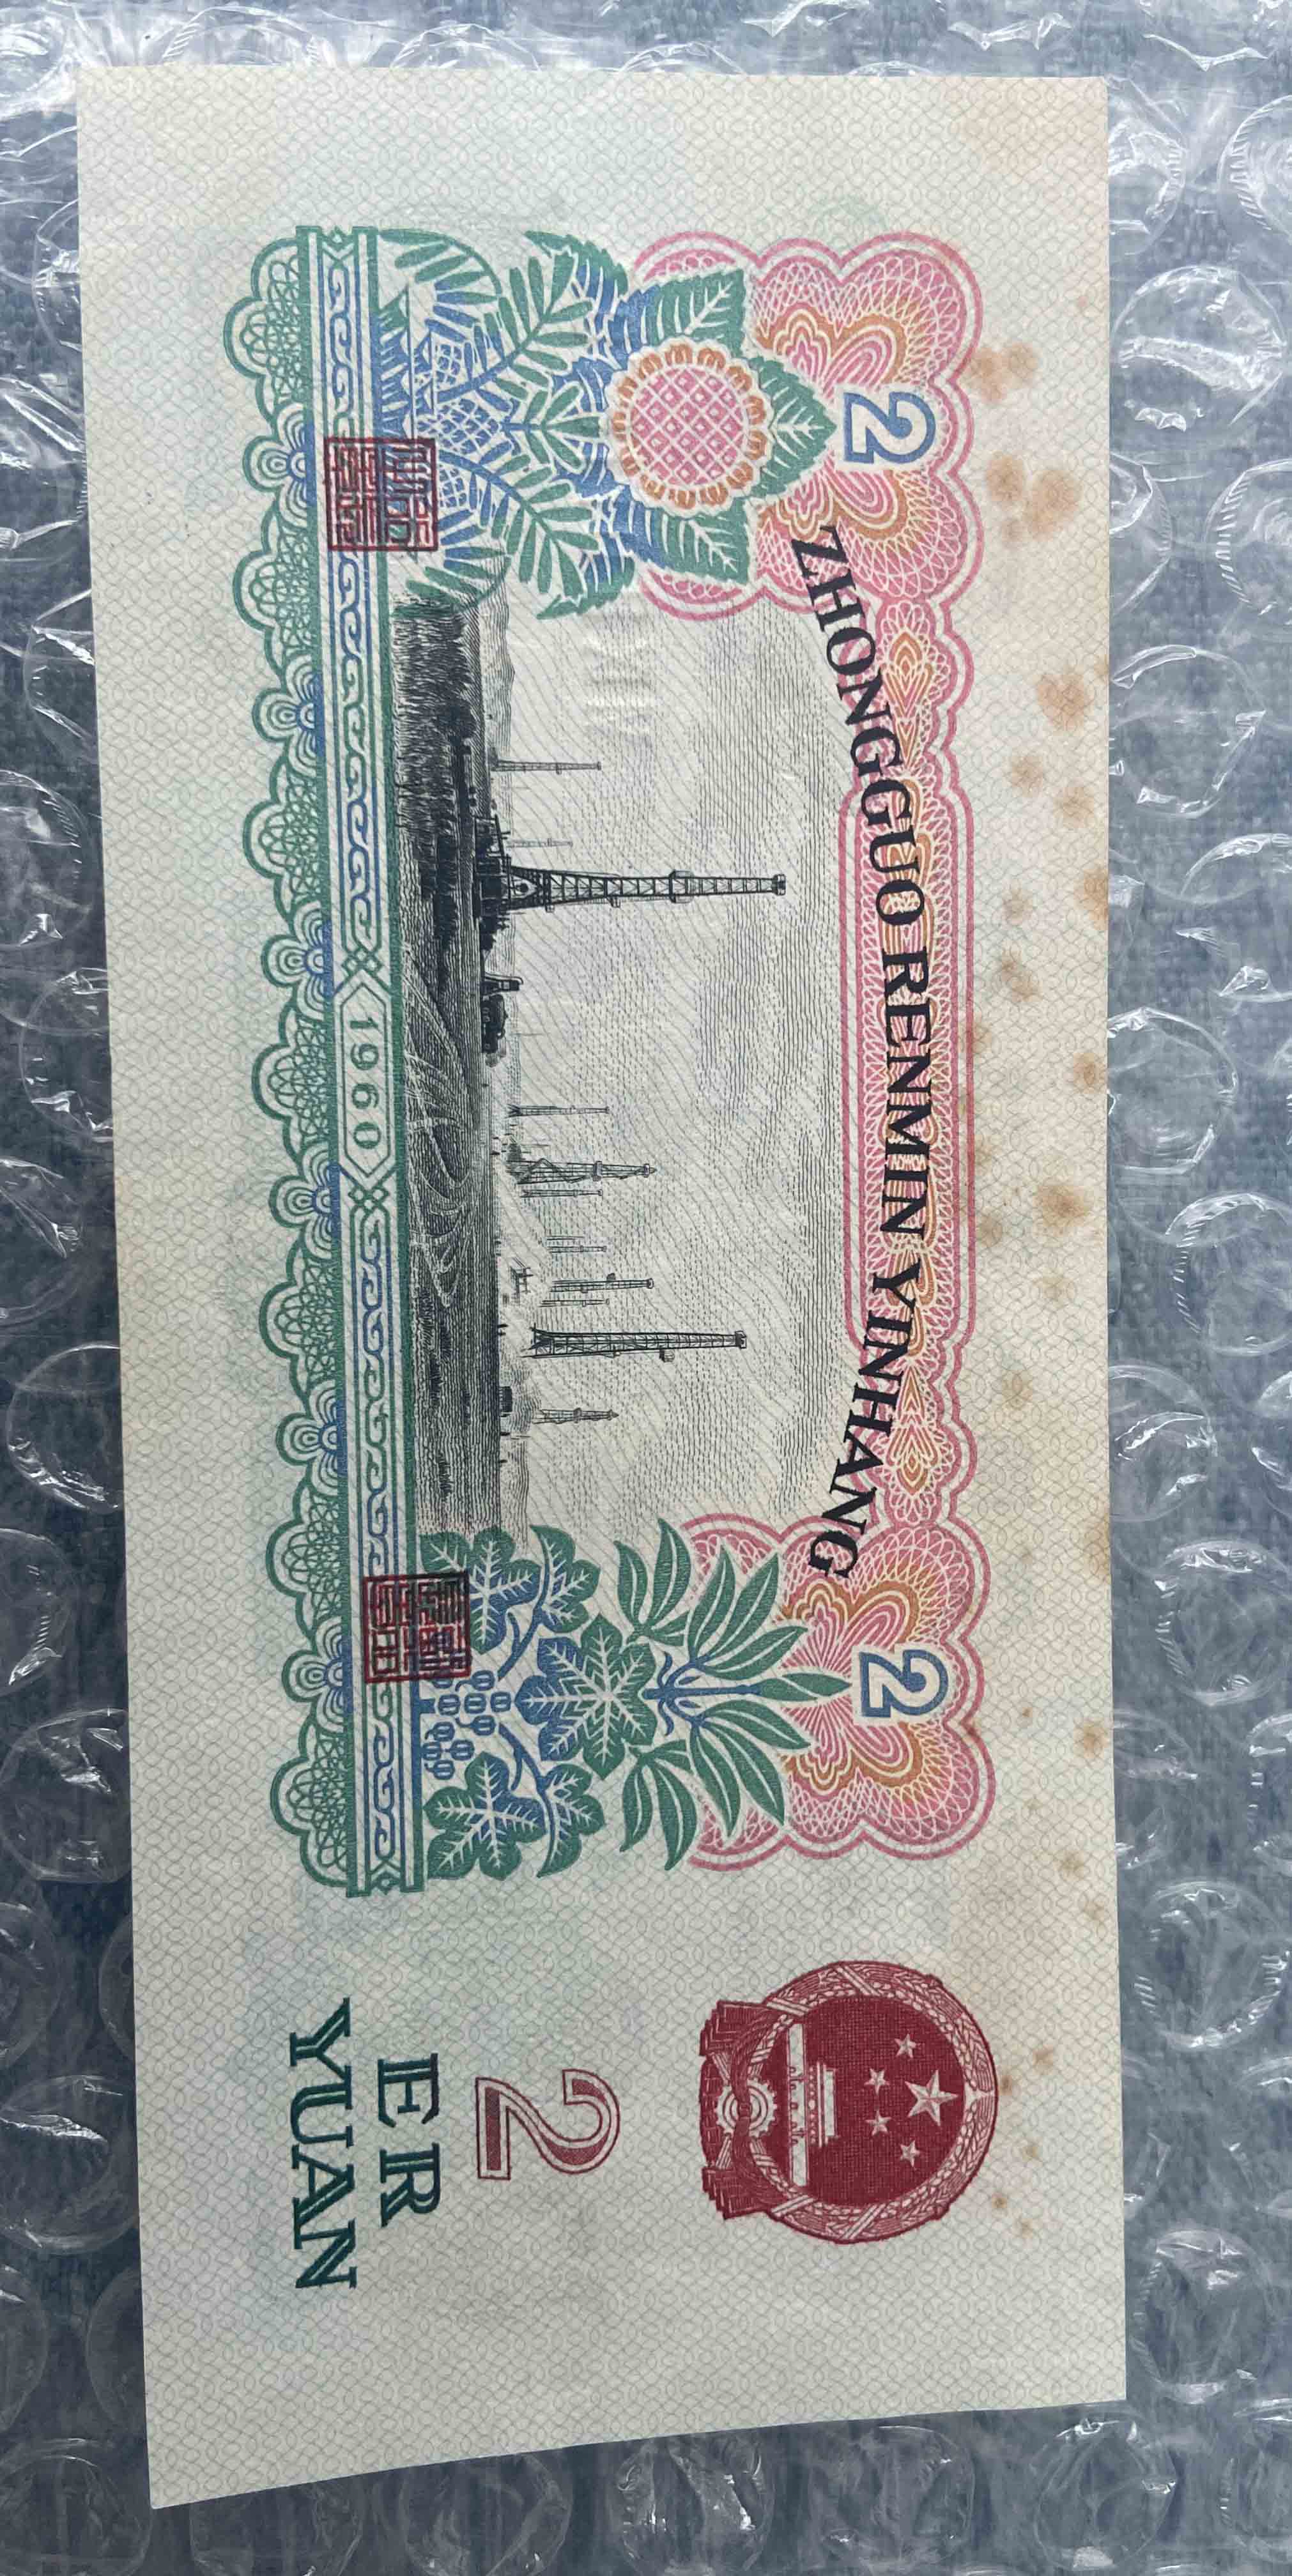 ZHONGGUO RENMIN YINHANG
2
2
2
ER
YUAN
1960